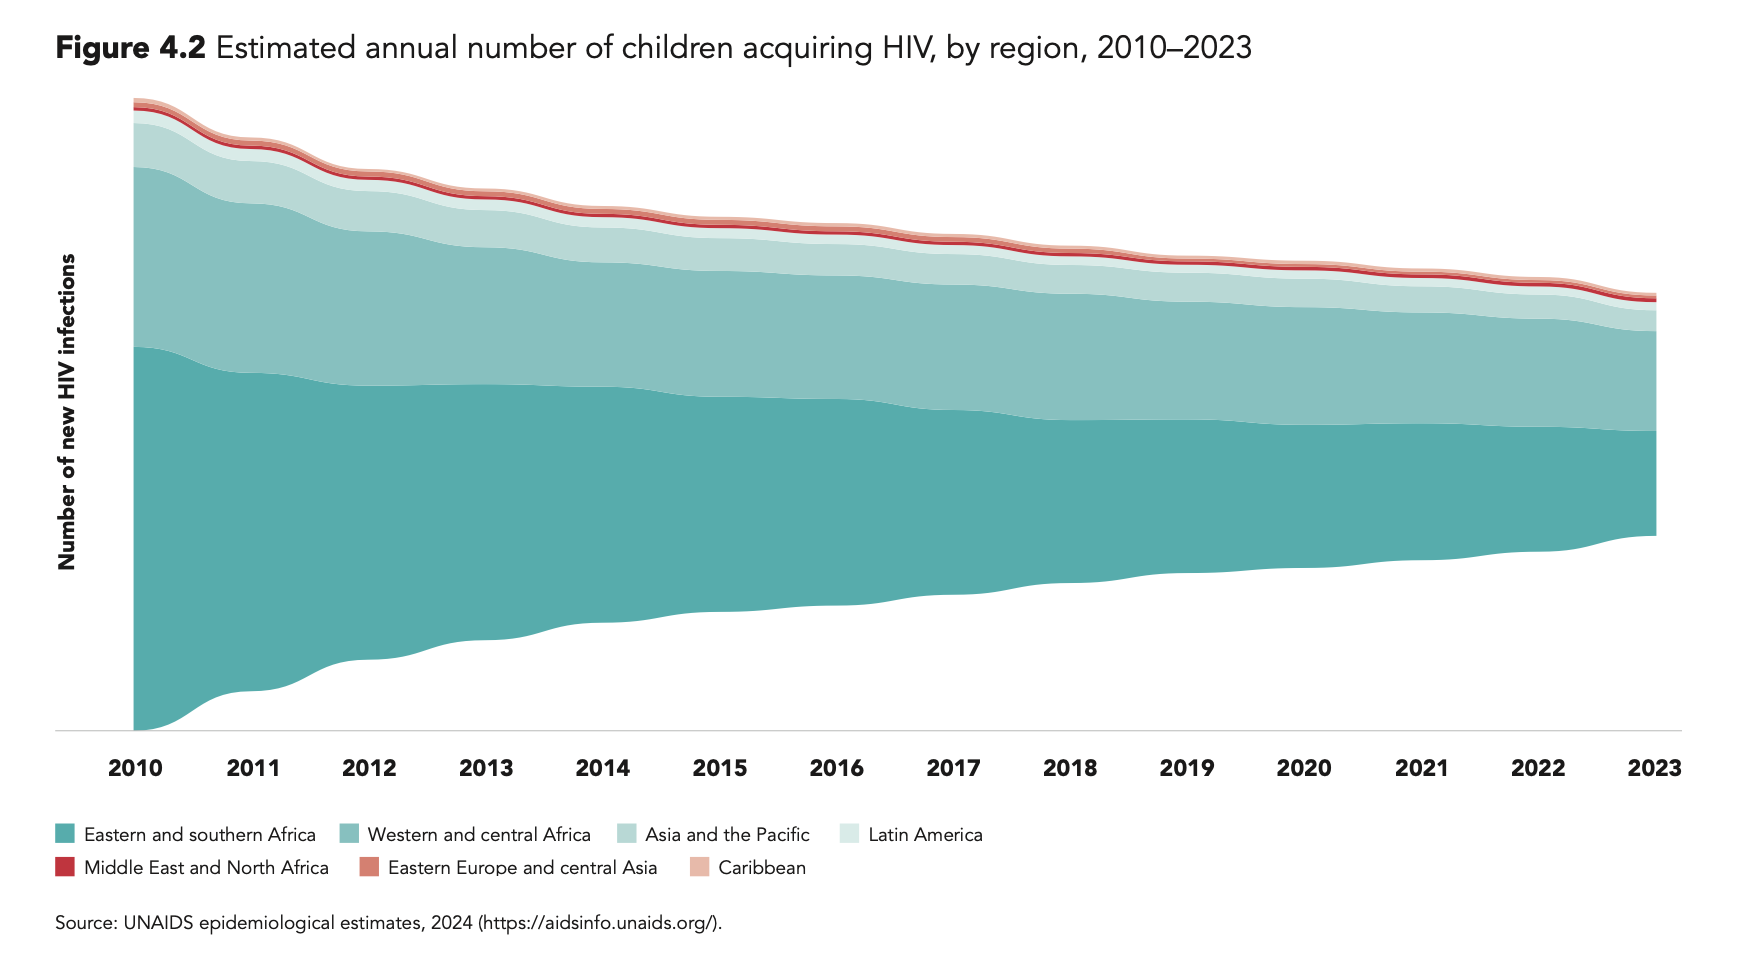 Figure 4.2 Estimated annual number of children acquiring HIV, by region, 2010–2023
Number of new HIV infections
2010 2011 2012 2013 2014 2015 2016 2017 2018 2019 2020 2021 2022 2023
Eastern and southern Africa Western and central Africa Asia and the Pacific Latin America
Middle East and North Africa Eastern Europe and central Asia Caribbean
Source: UNAIDS epidemiological estimates, 2024 (https://aidsinfo.unaids.org/).